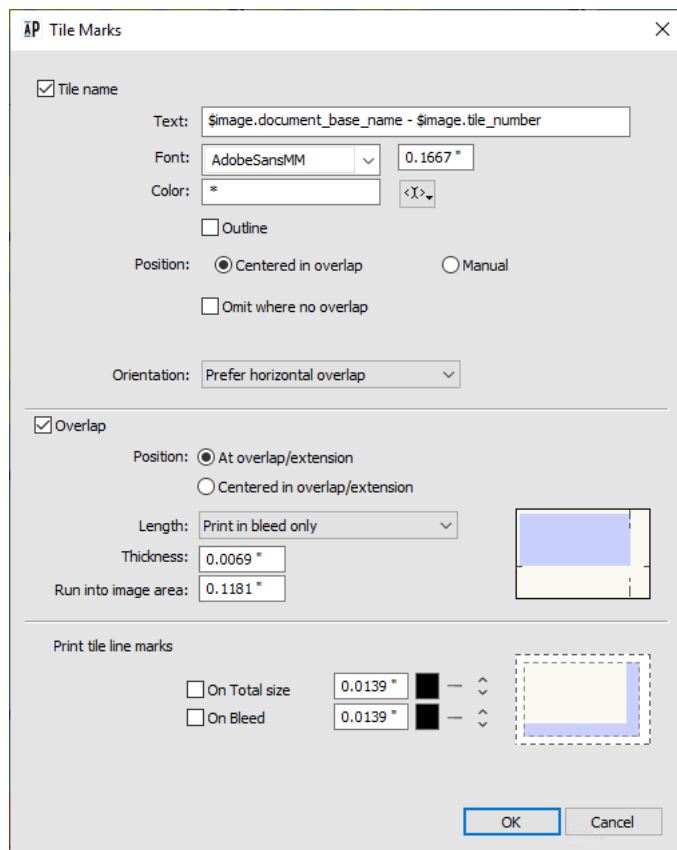 AP Tile Marks
Tile name
Text: $image.document_base_name - $image.tile_number
Font: AdobeSansMM 0.1667 "
Color: *
Outline
Position: Centered in overlap Manual
Omit where no overlap
Orientation: Prefer horizontal overlap
Overlap
Position: At overlap/extension
Centered in overlap/extension
Length: Print in bleed only
Thickness: 0.0069 "
Run into image area: 0.1181 "
Print tile line marks
On Total size 0.0139 "
On Bleed 0.0139 "
OK Cancel